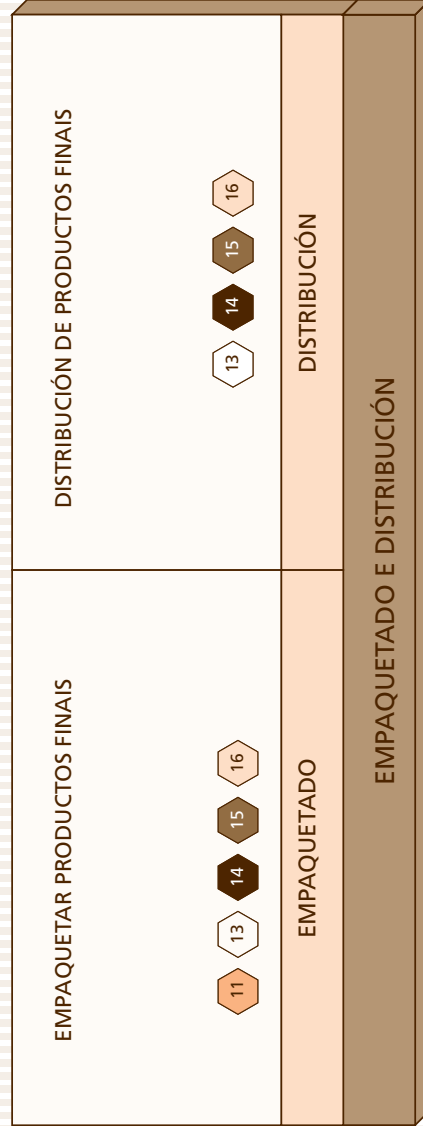 EMPAQUETAR PRODUCTOS FINAIS
11 13 14 15 16
EMPAQUETADO
DISTRIBUCIÓN DE PRODUCTOS FINAIS
13 14 15 16
DISTRIBUCIÓN
EMPAQUETADO E DISTRIBUCIÓN